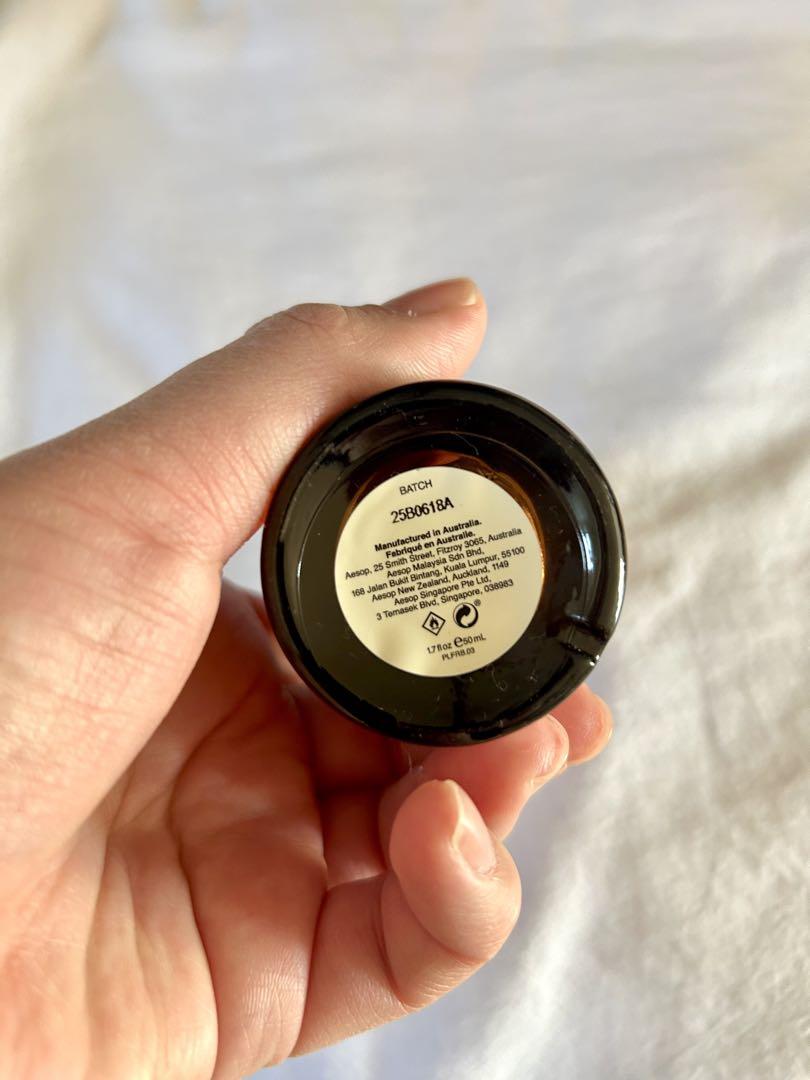 BATCH
25B0618A
Manufactured in Australia.
Fabriqué en Australie.
Aesop, 25 Smith Street, Fitzroy 3065, Australia
Aesop Malaysia Sdn Bhd,
168 Jalan Bukit Bintang, Kuala Lumpur, 55100
Aesop New Zealand, Auckland, 1149
Aesop Singapore Pte Ltd,
3 Temasek Blvd, Singapore, 038983
®
1.7 fl oz ℮50 mL
PLFRB.03